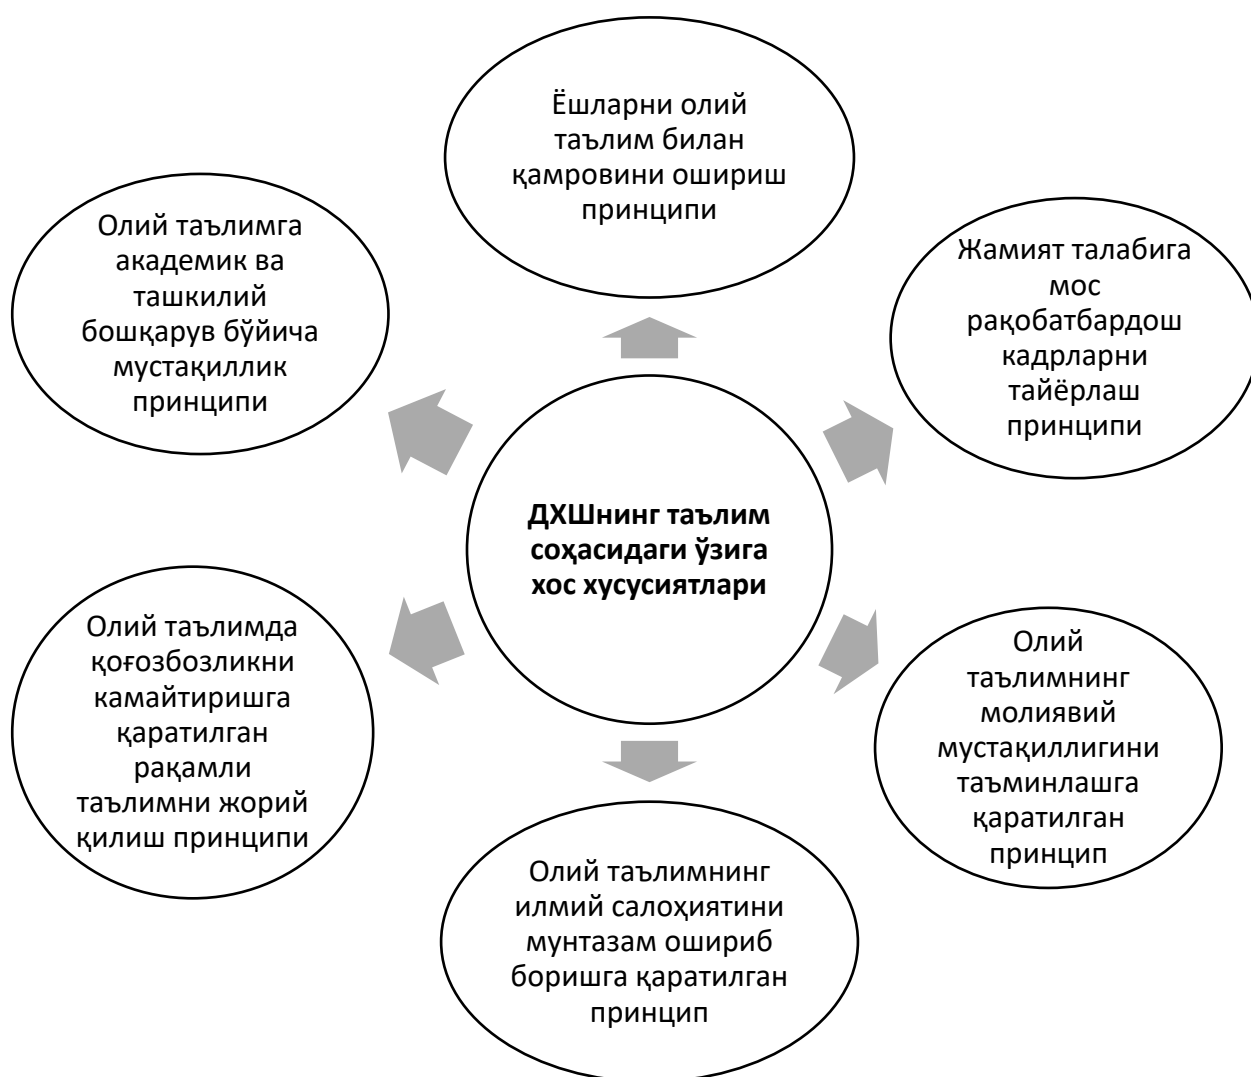 Ёшларни олий
таълим билан
қамровини ошириш
принципи
Жамият талабига
мос
рақобатбардош
кадрларни
тайёрлаш
принципи
Олий
таълимнинг
молиявий
мустақиллигини
таъминлашга
қаратилган
принцип
Олий таълимнинг
илмий салоҳиятини
мунтазам ошириб
боришга қаратилган
принцип
Олий таълимда
қоғозбозликни
камайтиришга
қаратилган
рақамли
таълимни жорий
қилиш принципи
Олий таълимга
академик ва
ташкилий
бошқарув бўйича
мустақиллик
принципи
ДХШнинг таълим
соҳасидаги ўзига
хос хусусиятлари